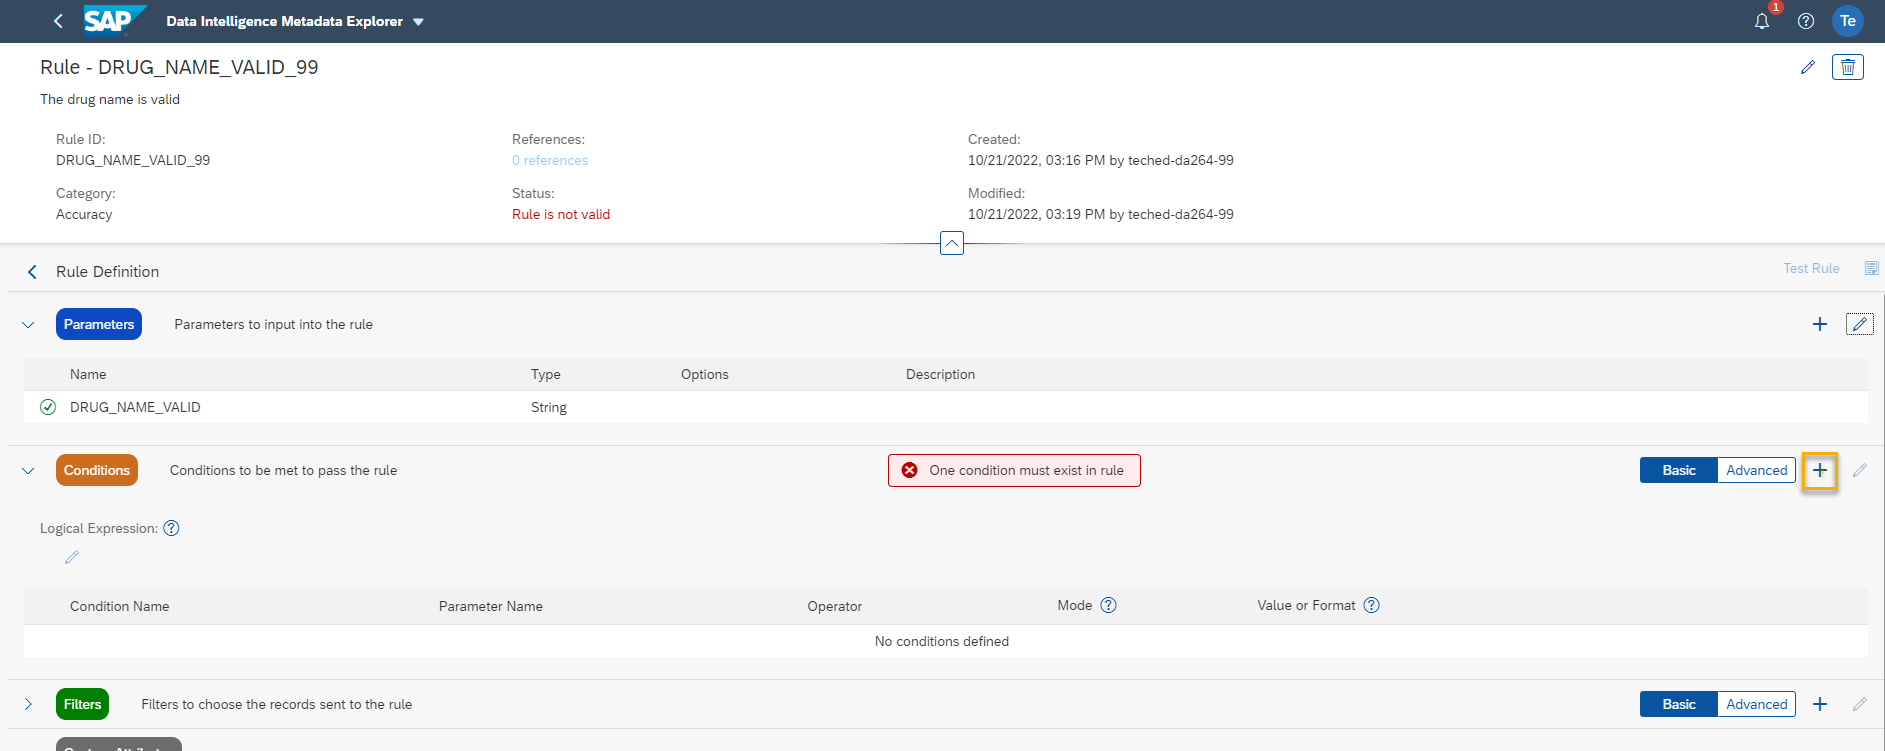 SAP Data Intelligence Metadata Explorer 1 Te
Rule - DRUG_NAME_VALID_99
The drug name is valid
Rule ID: References: Created:
DRUG_NAME_VALID_99 0 references 10/21/2022, 03:16 PM by teched-da264-99
Category: Status: Modified:
Accuracy Rule is not valid 10/21/2022, 03:19 PM by teched-da264-99
Rule Definition Test Rule
Parameters Parameters to input into the rule
Name Type Options Description
DRUG_NAME_VALID String
Conditions Conditions to be met to pass the rule One condition must exist in rule Basic Advanced
Logical Expression:
Condition Name Parameter Name Operator Mode Value or Format
No conditions defined
Filters Filters to choose the records sent to the rule Basic Advanced